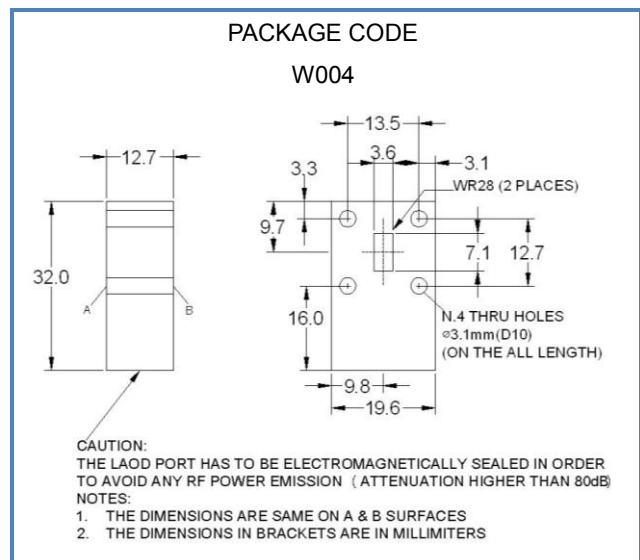 PACKAGE CODE
W004
13.5
12.7
3.6
3.3
3.1
WR28 (2 PLACES)
9.7
7.1
12.7
32.0
A
B
16.0
N.4 THRU HOLES
⌀3.1mm(D10)
(ON THE ALL LENGTH)
9.8
19.6
CAUTION:
THE LAOD PORT HAS TO BE ELECTROMAGNETICALLY SEALED IN ORDER
TO AVOID ANY RF POWER EMISSION ( ATTENUATION HIGHER THAN 80dB)
NOTES:
1. THE DIMENSIONS ARE SAME ON A & B SURFACES
2. THE DIMENSIONS IN BRACKETS ARE IN MILLIMITERS